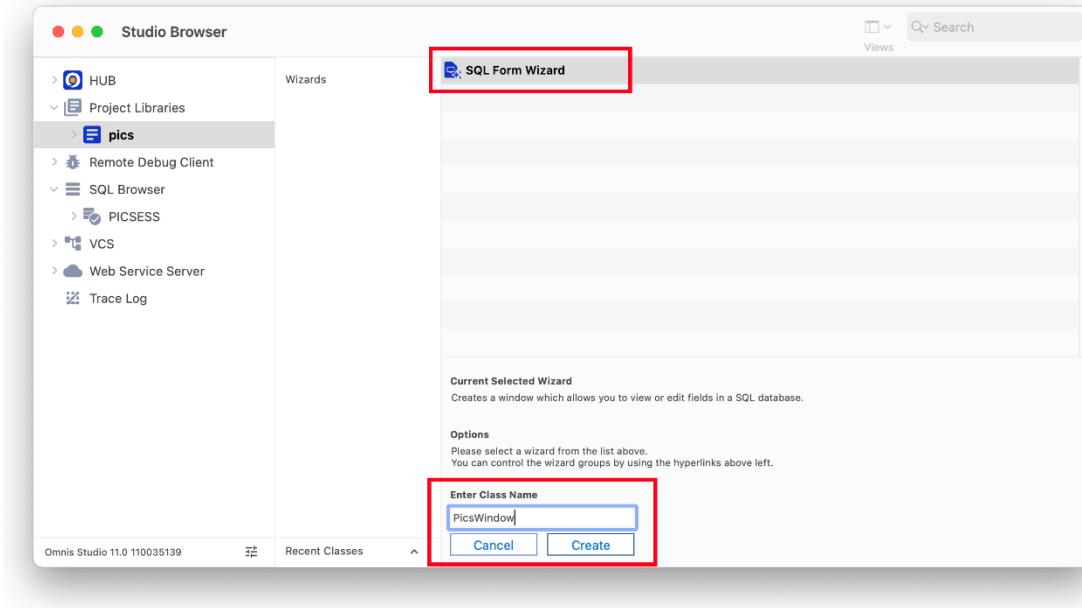 Studio Browser
Views
Search
HUB
Project Libraries
pics
Remote Debug Client
SQL Browser
PICSESS
VCS
Web Service Server
Trace Log
Omnis Studio 11.0 110035139
Wizards
Recent Classes
SQL Form Wizard
Current Selected Wizard
Creates a window which allows you to view or edit fields in a SQL database.
Options
Please select a wizard from the list above.
You can control the wizard groups by using the hyperlinks above left.
Enter Class Name
PicsWindow
Cancel
Create